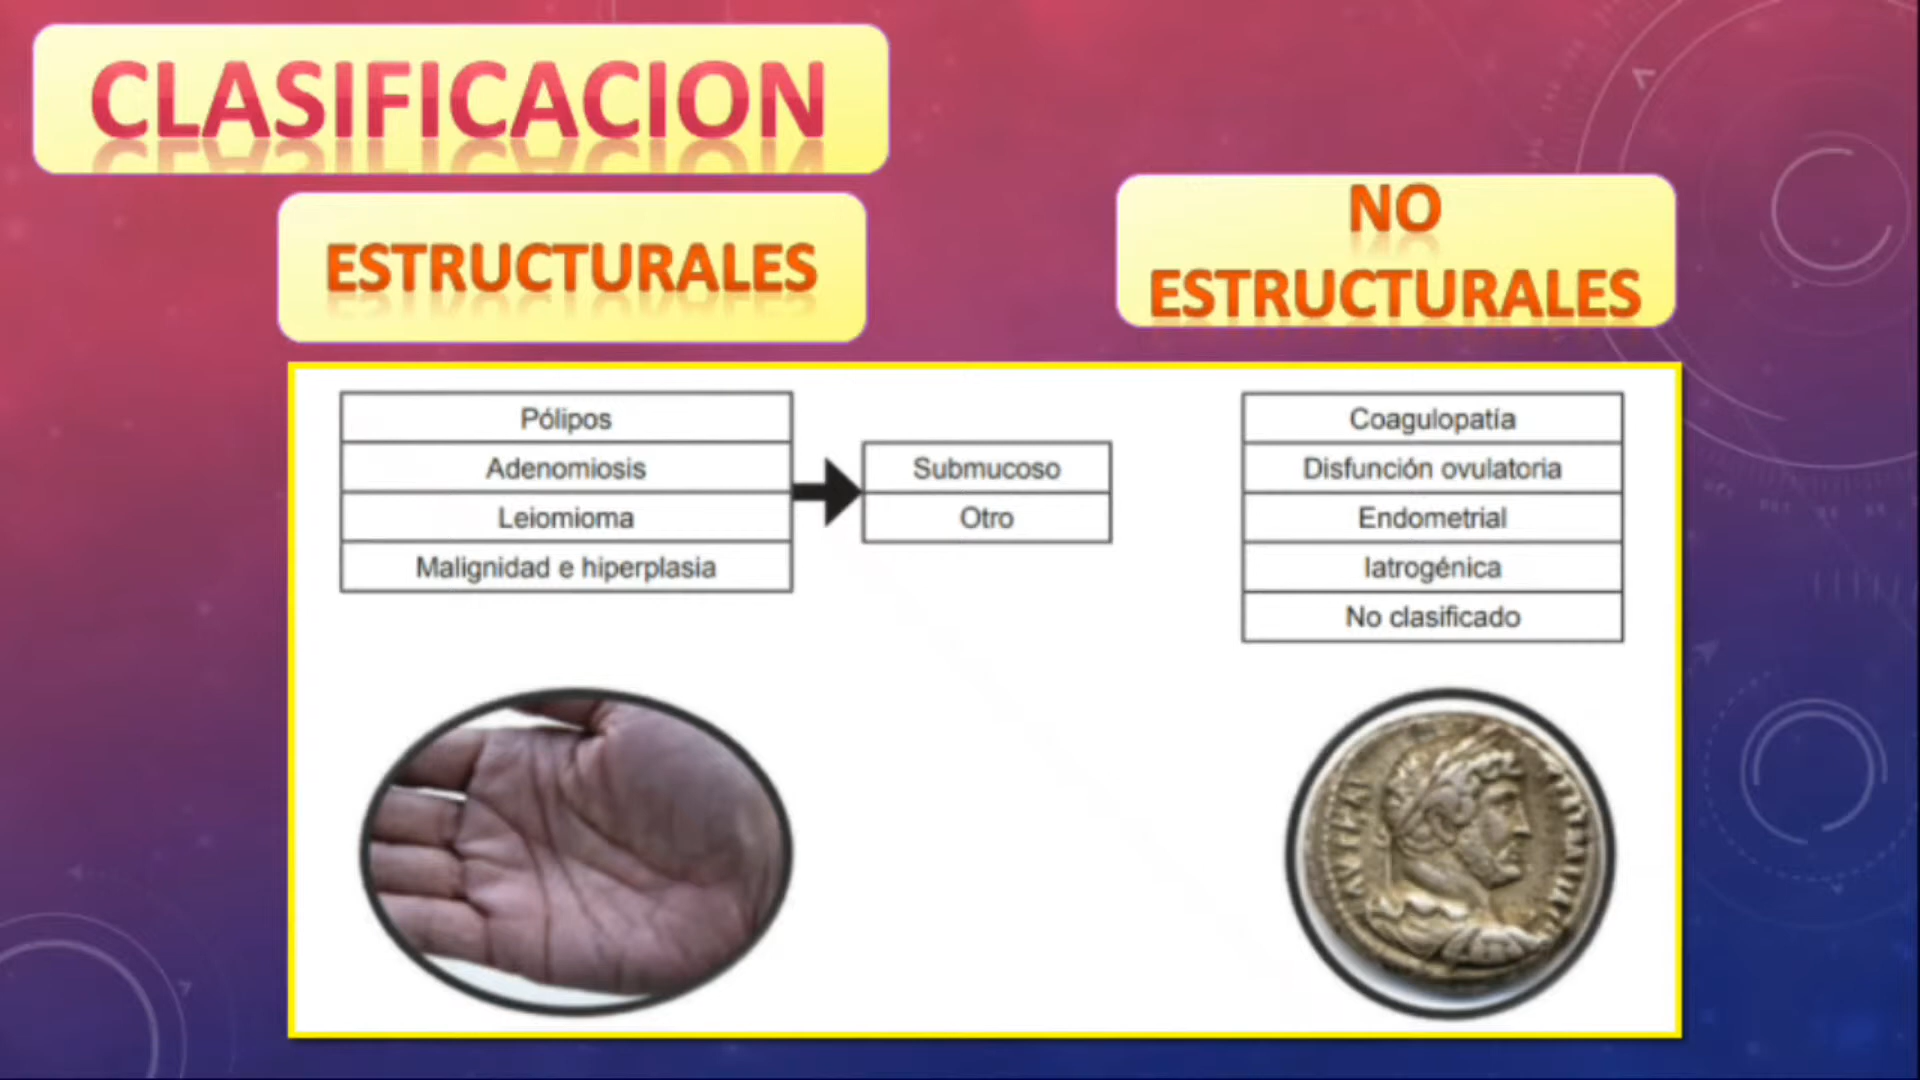 CLASIFICACION
ESTRUCTURALES
NO
ESTRUCTURALES
Pólipos
Adenomiosis
Leiomioma
Malignidad e hiperplasia
Submucoso
Otro
Coagulopatía
Disfunción ovulatoria
Endometrial
Iatrogénica
No clasificado